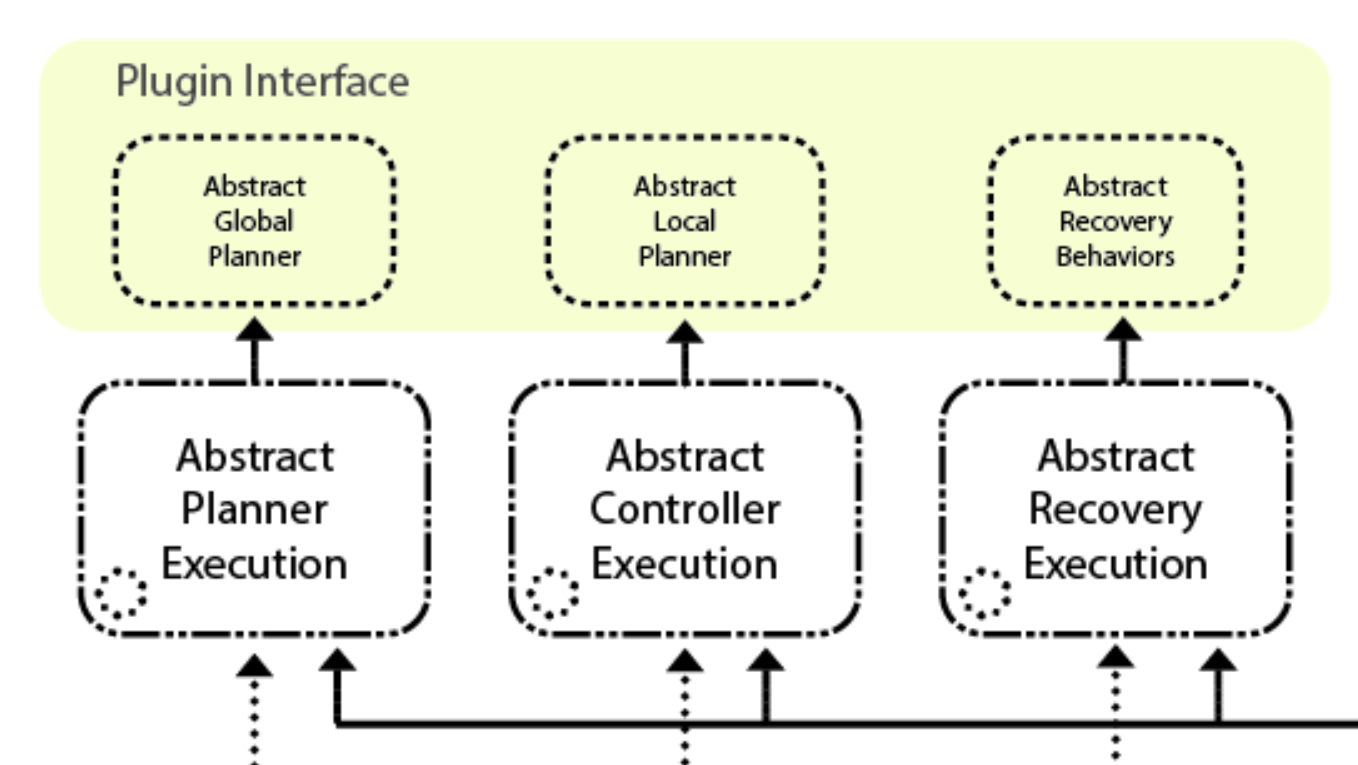 Plugin Interface
Abstract
Global
Planner
Abstract
Local
Planner
Abstract
Recovery
Behaviors
Abstract
Planner
Execution
Abstract
Controller
Execution
Abstract
Recovery
Execution